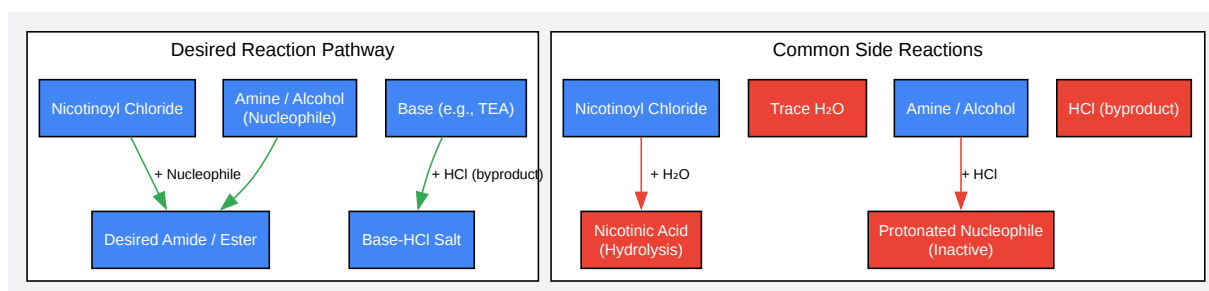 Desired Reaction Pathway
Nicotinoyl Chloride
Amine / Alcohol
(Nucleophile)
Base (e.g., TEA)
+ Nucleophile
+ HCl (byproduct)
Desired Amide / Ester
Base-HCl Salt
Common Side Reactions
Nicotinoyl Chloride
Trace H₂O
Amine / Alcohol
HCl (byproduct)
+ H₂O
+ HCl
Nicotinic Acid
(Hydrolysis)
Protonated Nucleophile
(Inactive)